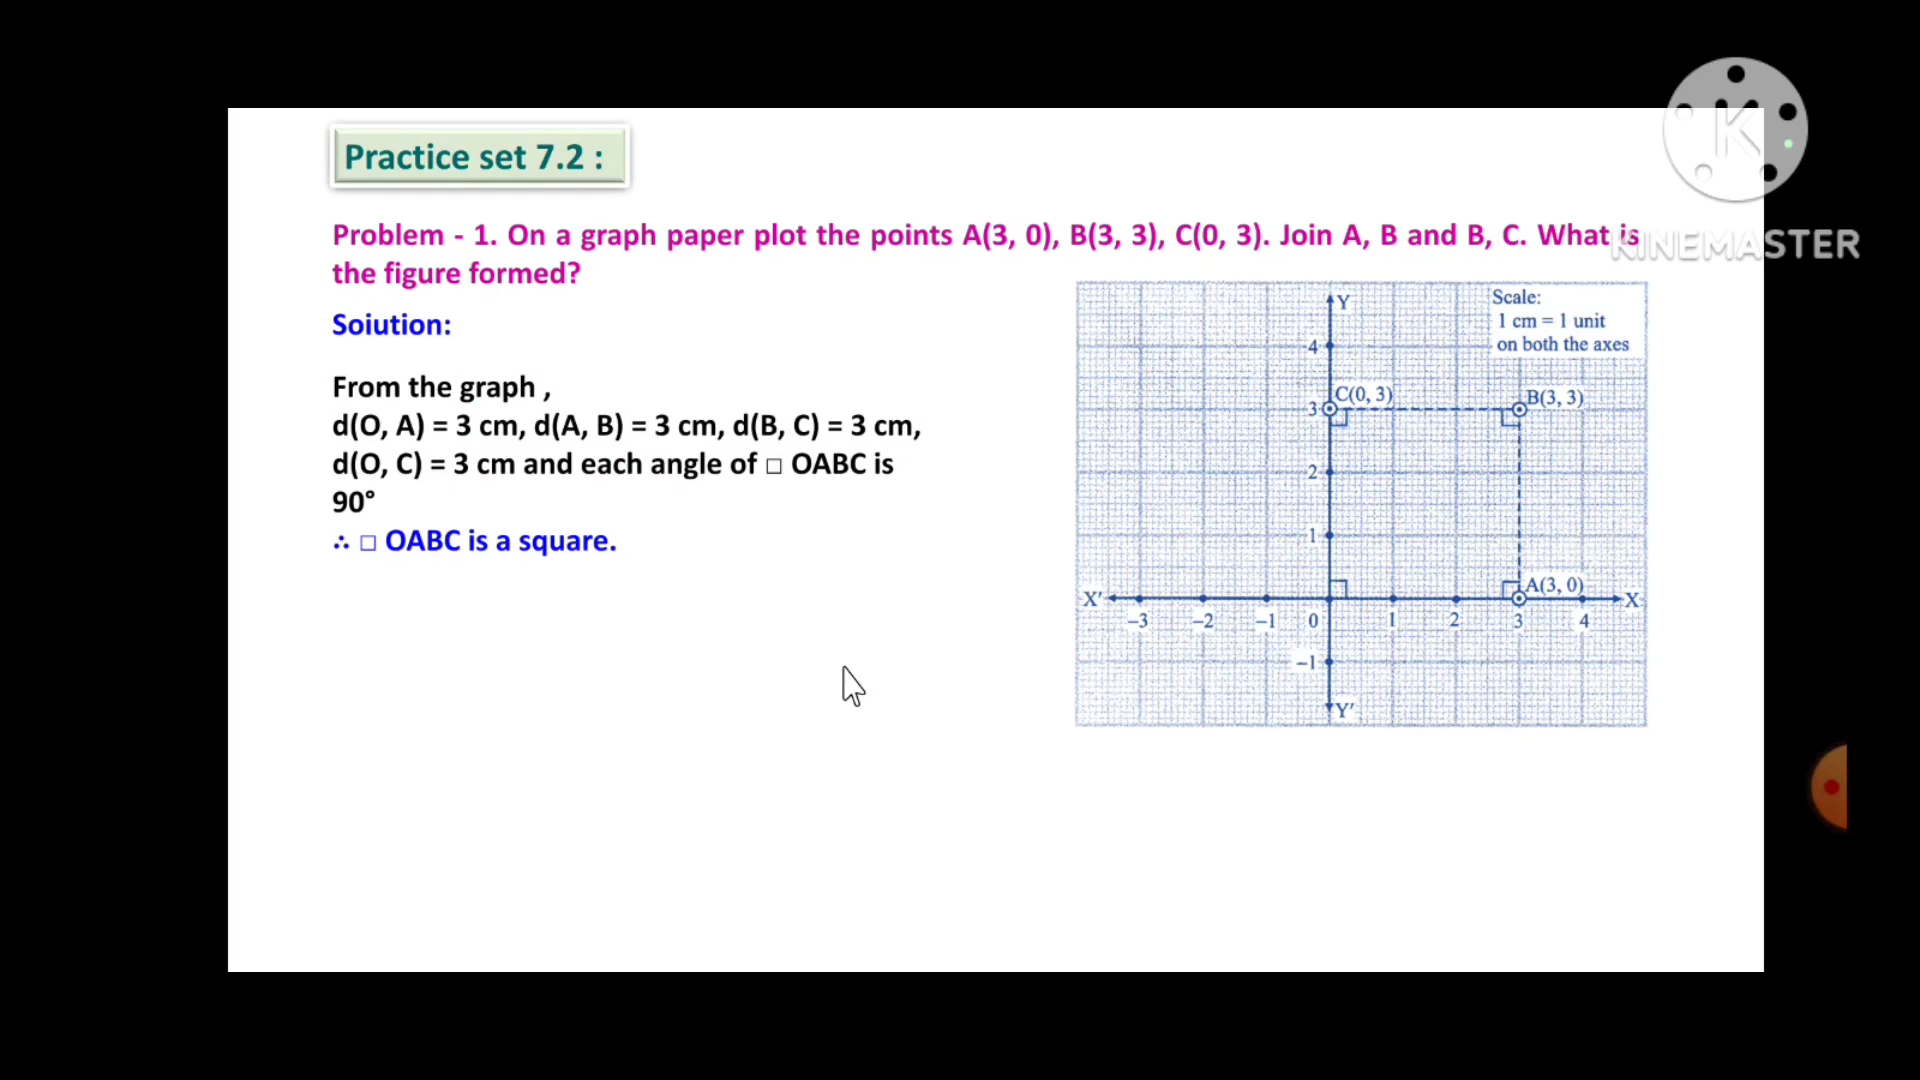 Practice set 7.2 :
Problem - 1. On a graph paper plot the points A(3, 0), B(3, 3), C(0, 3). Join A, B and B, C. What is
the figure formed?
Soiution:
From the graph ,
d(O, A) = 3 cm, d(A, B) = 3 cm, d(B, C) = 3 cm,
d(O, C) = 3 cm and each angle of □ OABC is
90°
∴ □ OABC is a square.
K
KINEMASTER
Y
Scale:
1 cm = 1 unit
on both the axes
4
C(0, 3)
B(3, 3)
3
2
1
A(3, 0)
X′
X
–3 –2 –1 0 1 2 3 4
–1
Y′